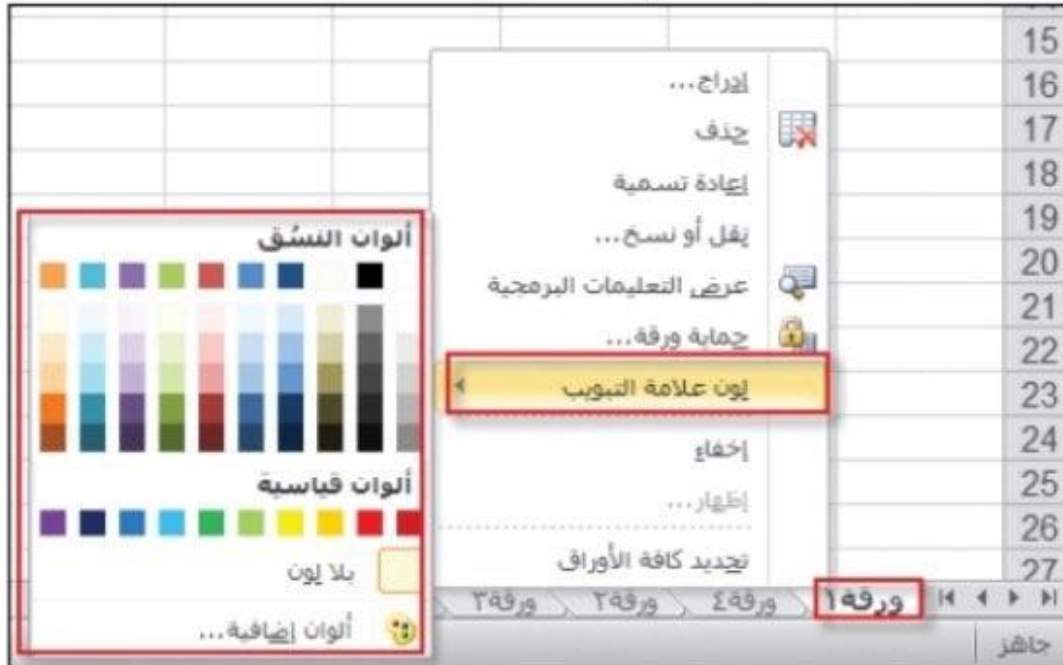 15
16
17
18
19
20
21
22
23
24
25
26
27
إدراج...
حذف
إعادة تسمية
نقل أو نسخ...
عرض التعليمات البرمجية
حماية ورقة...
لون علامة التبويب
إخفاء
إظهار...
تحديد كافة الأوراق
ألوان النسُق
ألوان قياسية
بلا لون
ألوان إضافية...
ورقة١ ورقة٤ ورقة٢ ورقة٣
جاهز